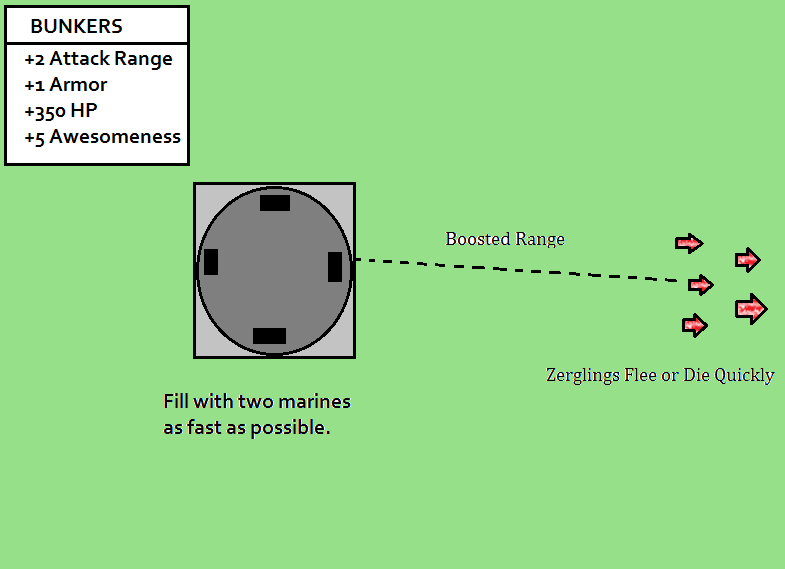 BUNKERS
+2 Attack Range
+1 Armor
+350 HP
+5 Awesomeness
Boosted Range
Zerglings Flee or Die Quickly
Fill with two marines
as fast as possible.